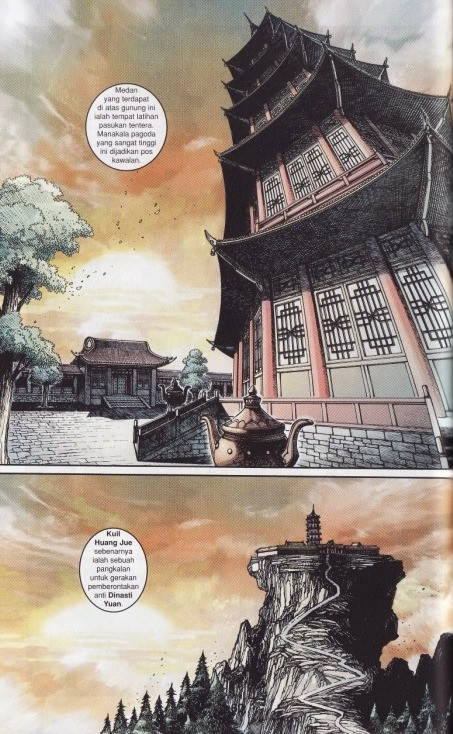 Medan
yang terdapat
di atas gunung ini
ialah tempat latihan
pasukan tentera.
Manakala pagoda
yang sangat tinggi
ini dijadikan pos
kawalan.
Kuil
Huang Jue
sebenarnya
ialah sebuah
pangkalan
untuk gerakan
pemberontakan
anti Dinasti
Yuan.